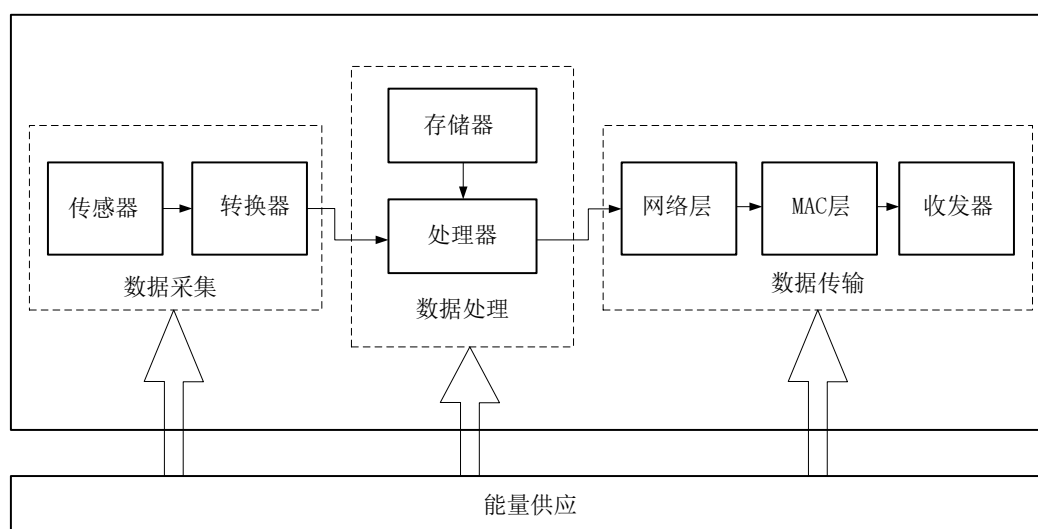 存储器
传感器
转换器
处理器
网络层
MAC层
收发器
数据采集
数据处理
数据传输
能量供应